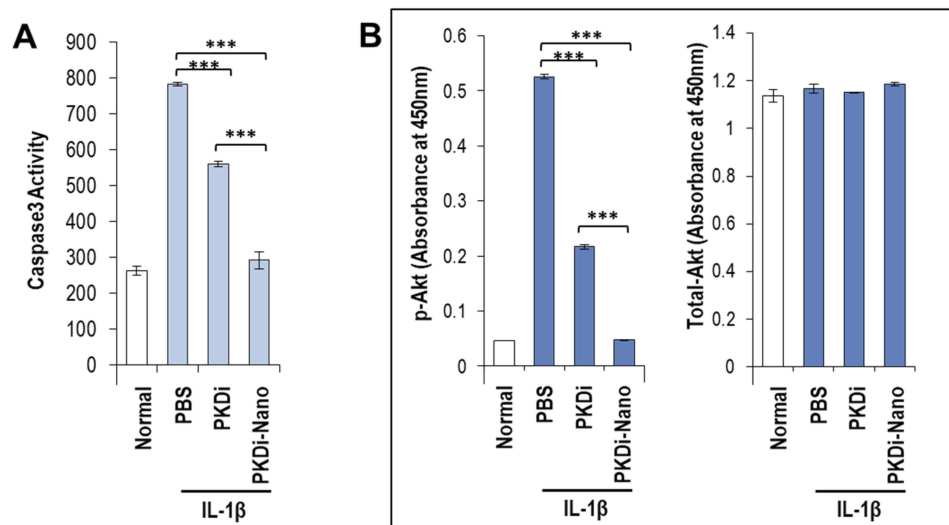 A
Caspase3 Activity
900
800
700
600
500
400
300
200
100
0
***
***
***
Normal
PBS
PKDi
PKDi-Nano
IL-1β
B
p-Akt (Absorbance at 450nm)
0.6
0.5
0.4
0.3
0.2
0.1
0
***
***
***
Normal
PBS
PKDi
PKDi-Nano
IL-1β
Total-Akt (Absorbance at 450nm)
1.4
1.2
1
0.8
0.6
0.4
0.2
0
Normal
PBS
PKDi
PKDi-Nano
IL-1β